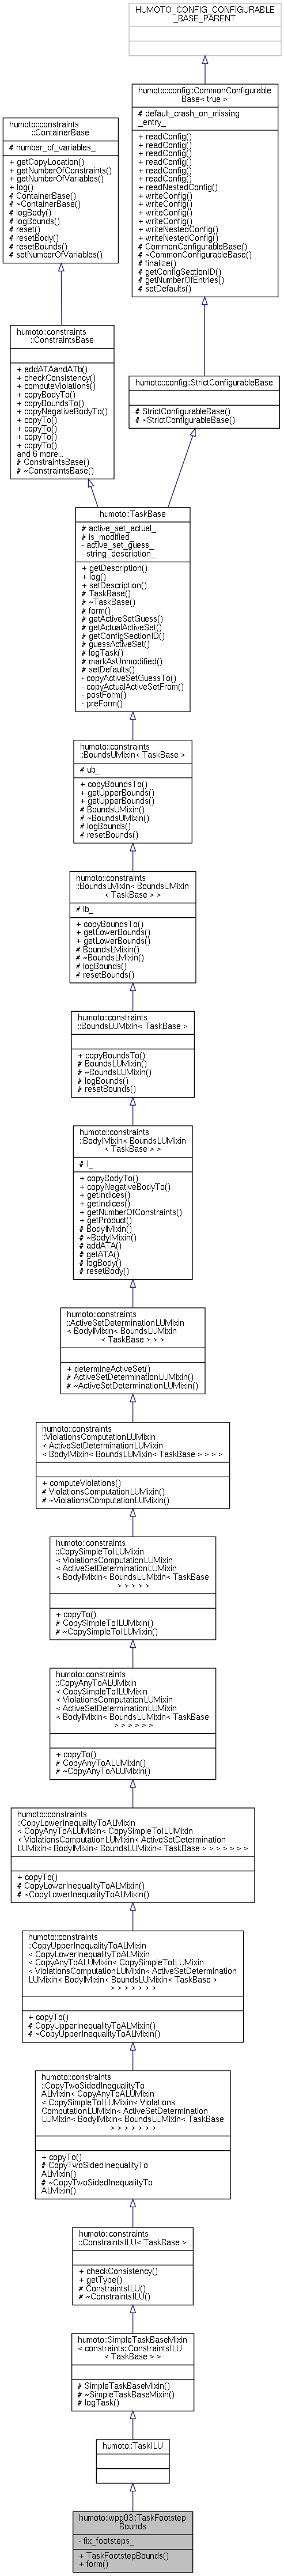 HUMOTO_CONFIG_CONFIGURABLE
_BASE_PARENT
humoto::config::CommonConfigurable
Base< true >
# default_crash_on_missing
_entry_
+ readConfig()
+ readConfig()
+ readConfig()
+ readConfig()
+ readConfig()
+ readConfig()
+ readNestedConfig()
+ writeConfig()
+ writeConfig()
+ writeConfig()
+ writeConfig()
+ writeNestedConfig()
+ writeNestedConfig()
# CommonConfigurableBase()
# ~CommonConfigurableBase()
# finalize()
# getConfigSectionID()
# getNumberOfEntries()
# setDefaults()
humoto::constraints
::ContainerBase
# number_of_variables_
+ getCopyLocation()
+ getNumberOfConstraints()
+ getNumberOfVariables()
+ log()
# ContainerBase()
# ~ContainerBase()
# logBody()
# logBounds()
# reset()
# resetBody()
# resetBounds()
# setNumberOfVariables()
humoto::constraints
::ConstraintsBase
+ addATAandATb()
+ checkConsistency()
+ computeViolations()
+ copyBodyTo()
+ copyBoundsTo()
+ copyNegativeBodyTo()
+ copyTo()
+ copyTo()
+ copyTo()
+ copyTo()
and 6 more...
# ConstraintsBase()
# ~ConstraintsBase()
humoto::config::StrictConfigurableBase
# StrictConfigurableBase()
# ~StrictConfigurableBase()
humoto::TaskBase
# active_set_actual_
# is_modified_
- active_set_guess_
- string_description_
+ getDescription()
+ log()
+ setDescription()
# TaskBase()
# ~TaskBase()
# form()
# getActiveSetGuess()
# getActualActiveSet()
# getConfigSectionID()
# guessActiveSet()
# logTask()
# markAsUnmodified()
# setDefaults()
- copyActiveSetGuessTo()
- copyActualActiveSetFrom()
- postForm()
- preForm()
humoto::constraints
::BoundsUMixin< TaskBase >
# ub_
+ copyBoundsTo()
+ getUpperBounds()
+ getUpperBounds()
# BoundsUMixin()
# ~BoundsUMixin()
# logBounds()
# resetBounds()
humoto::constraints
::BoundsLMixin< BoundsUMixin
< TaskBase > >
# lb_
+ copyBoundsTo()
+ getLowerBounds()
+ getLowerBounds()
# BoundsLMixin()
# ~BoundsLMixin()
# logBounds()
# resetBounds()
humoto::constraints
::BoundsLUMixin< TaskBase >
+ copyBoundsTo()
# BoundsLUMixin()
# ~BoundsLUMixin()
# logBounds()
# resetBounds()
humoto::constraints
::BodyIMixin< BoundsLUMixin
< TaskBase > >
# I_
+ copyBodyTo()
+ copyNegativeBodyTo()
+ getIndices()
+ getIndices()
+ getNumberOfConstraints()
+ getProduct()
# BodyIMixin()
# ~BodyIMixin()
# addATA()
# getATA()
# logBody()
# resetBody()
humoto::constraints
::ActiveSetDeterminationLUMixin
< BodyIMixin< BoundsLUMixin
< TaskBase > > >
+ determineActiveSet()
# ActiveSetDeterminationLUMixin()
# ~ActiveSetDeterminationLUMixin()
humoto::constraints
::ViolationsComputationLUMixin
< ActiveSetDeterminationLUMixin
< BodyIMixin< BoundsLUMixin< TaskBase > > > >
+ computeViolations()
# ViolationsComputationLUMixin()
# ~ViolationsComputationLUMixin()
humoto::constraints
::CopySimpleToILUMixin
< ViolationsComputationLUMixin
< ActiveSetDeterminationLUMixin
< BodyIMixin< BoundsLUMixin< TaskBase
> > > > >
+ copyTo()
# CopySimpleToILUMixin()
# ~CopySimpleToILUMixin()
humoto::constraints
::CopyAnyToALUMixin
< CopySimpleToILUMixin
< ViolationsComputationLUMixin
< ActiveSetDeterminationLUMixin
< BodyIMixin< BoundsLUMixin< TaskBase
> > > > > >
+ copyTo()
# CopyAnyToALUMixin()
# ~CopyAnyToALUMixin()
humoto::constraints
::CopyLowerInequalityToALMixin
< CopyAnyToALUMixin< CopySimpleToILUMixin
< ViolationsComputationLUMixin< ActiveSetDetermination
LUMixin< BodyIMixin< BoundsLUMixin< TaskBase > > > > > > >
+ copyTo()
# CopyLowerInequalityToALMixin()
# ~CopyLowerInequalityToALMixin()
humoto::constraints
::CopyUpperInequalityToALMixin
< CopyLowerInequalityToALMixin
< CopyAnyToALUMixin< CopySimpleToILUMixin
< ViolationsComputationLUMixin< ActiveSetDetermination
LUMixin< BodyIMixin< BoundsLUMixin< TaskBase >
> > > > > > >
+ copyTo()
# CopyUpperInequalityToALMixin()
# ~CopyUpperInequalityToALMixin()
humoto::constraints
::CopyTwoSidedInequalityTo
ALMixin< CopyAnyToALUMixin
< CopySimpleToILUMixin< Violations
ComputationLUMixin< ActiveSetDetermination
LUMixin< BodyIMixin< BoundsLUMixin< TaskBase
> > > > > > >
+ copyTo()
# CopyTwoSidedInequalityTo
ALMixin()
# ~CopyTwoSidedInequalityTo
ALMixin()
humoto::constraints
::ConstraintsILU< TaskBase >
+ checkConsistency()
+ getType()
# ConstraintsILU()
# ~ConstraintsILU()
humoto::SimpleTaskBaseMixin
< constraints::ConstraintsILU
< TaskBase > >
# SimpleTaskBaseMixin()
# ~SimpleTaskBaseMixin()
# logTask()
humoto::TaskILU
humoto::wpg03::TaskFootstep
Bounds
- fix_footsteps_
+ TaskFootstepBounds()
+ form()